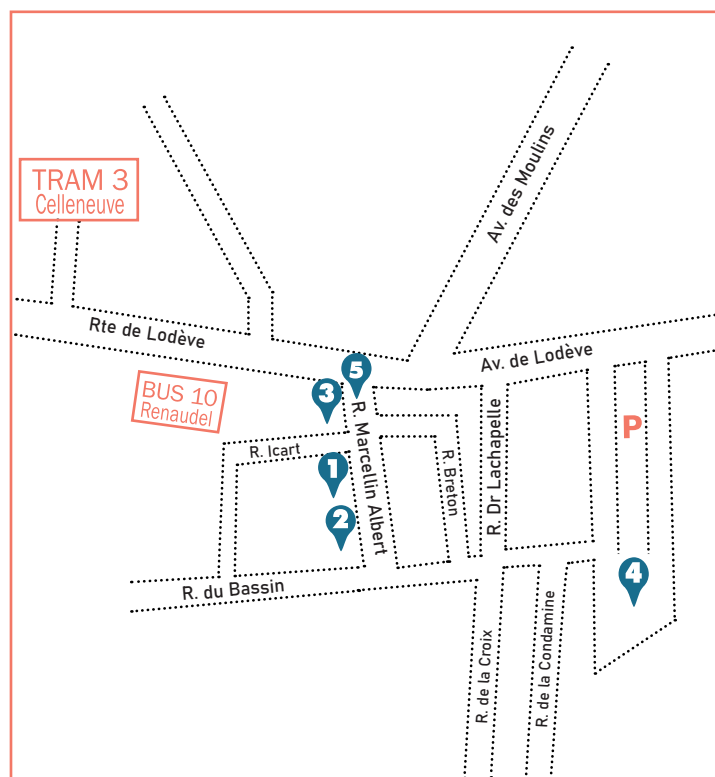 Av. des Moulins
TRAM 3
Celleneuve
Rte de Lodève
Av. de Lodève
5
BUS 10
Renaudel
3
R. Marcellin Albert
R. Dr Lachapelle
P
R. Icart
R. Breton
1
2
4
R. du Bassin
R. de la Croix
R. de la Condamine